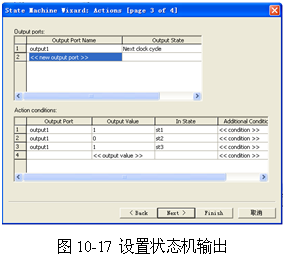 State Machine Wizard: Actions [page 3 of 4]
Output ports:
Output Port Name Output State
1 output1 Next clock cycle
2 << new output port >>
Action conditions:
Output Port Output Value In State Additional Conditio
1 output1 1 st1 << condition >>
2 output1 0 st2 << condition >>
3 output1 1 st3 << condition >>
4 << output value >> << condition >>
< Back Next > Finish 取消
图 10-17 设置状态机输出